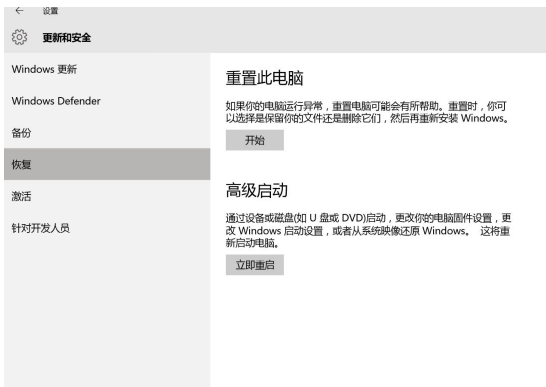 设置
更新和安全
Windows 更新
Windows Defender
备份
恢复
激活
针对开发人员
重置此电脑
如果你的电脑运行异常，重置电脑可能会有所帮助。重置时，你可
以选择是保留你的文件还是删除它们，然后再重新安装 Windows。
开始
高级启动
通过设备或磁盘(如 U 盘或 DVD)启动，更改你的电脑固件设置，更
改 Windows 启动设置，或者从系统映像还原 Windows。 这将重
新启动电脑。
立即重启